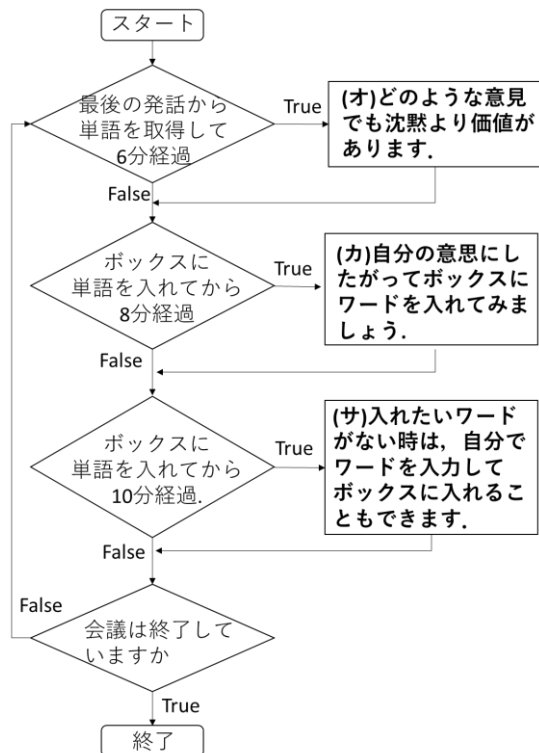 スタート
最後の発話から
単語を取得して
6分経過
True
(オ)どのような意見
でも沈黙より価値が
あります.
False
ボックスに
単語を入れてから
8分経過
True
(カ)自分の意思にし
たがってボックスに
ワードを入れてみま
しょう.
False
ボックスに
単語を入れてから
10分経過.
True
(サ)入れたいワード
がない時は，自分で
ワードを入力して
ボックスに入れるこ
ともできます.
False
False
会議は終了して
いますか
True
終了